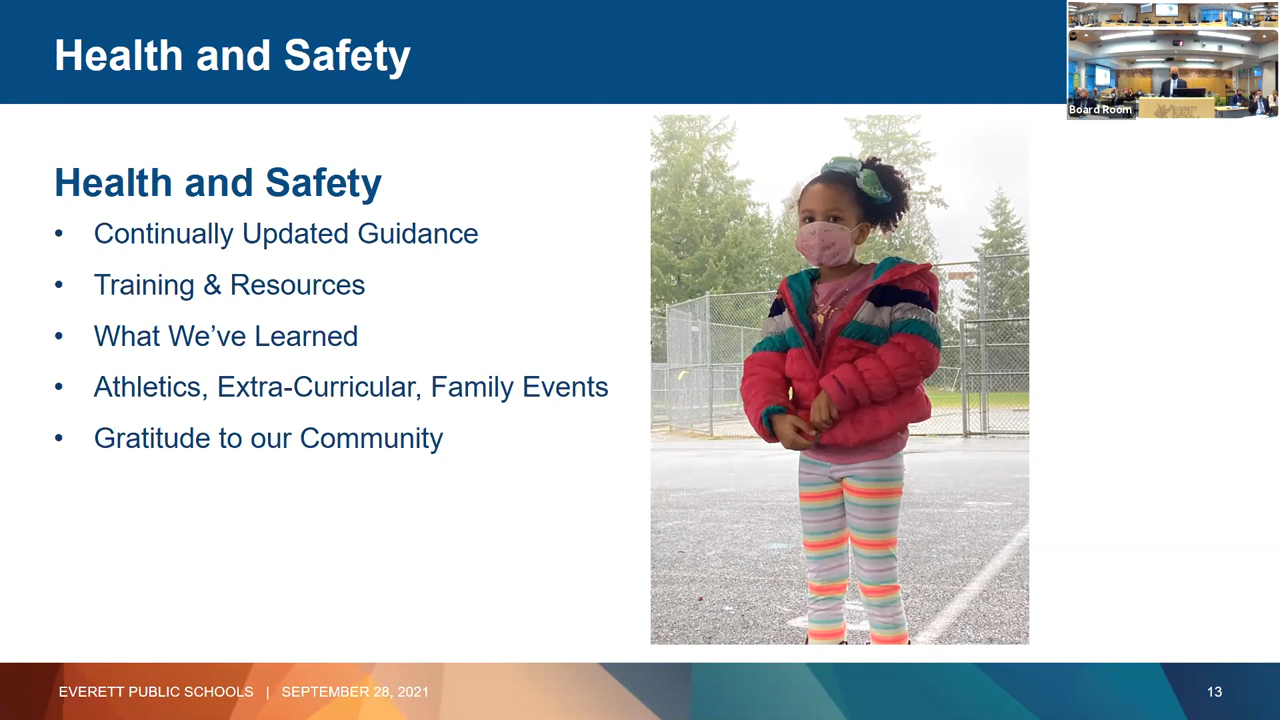 Health and Safety
Board Room
EVERETT
Health and Safety
• Continually Updated Guidance
• Training & Resources
• What We’ve Learned
• Athletics, Extra-Curricular, Family Events
• Gratitude to our Community
EVERETT PUBLIC SCHOOLS | SEPTEMBER 28, 2021
13